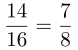 14/16 = 7/8